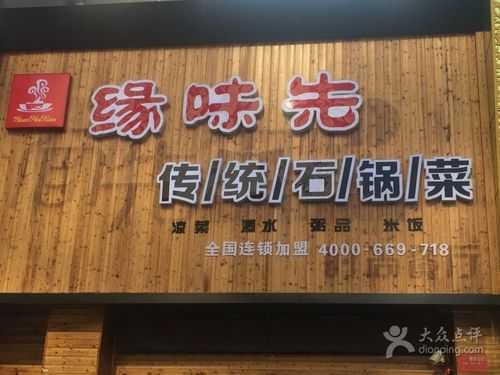 缘味先
传/统/石/锅/菜
凉菜 酒水 粥品 米饭
全国连锁加盟 4000-669-718
大众点评
dianping.com